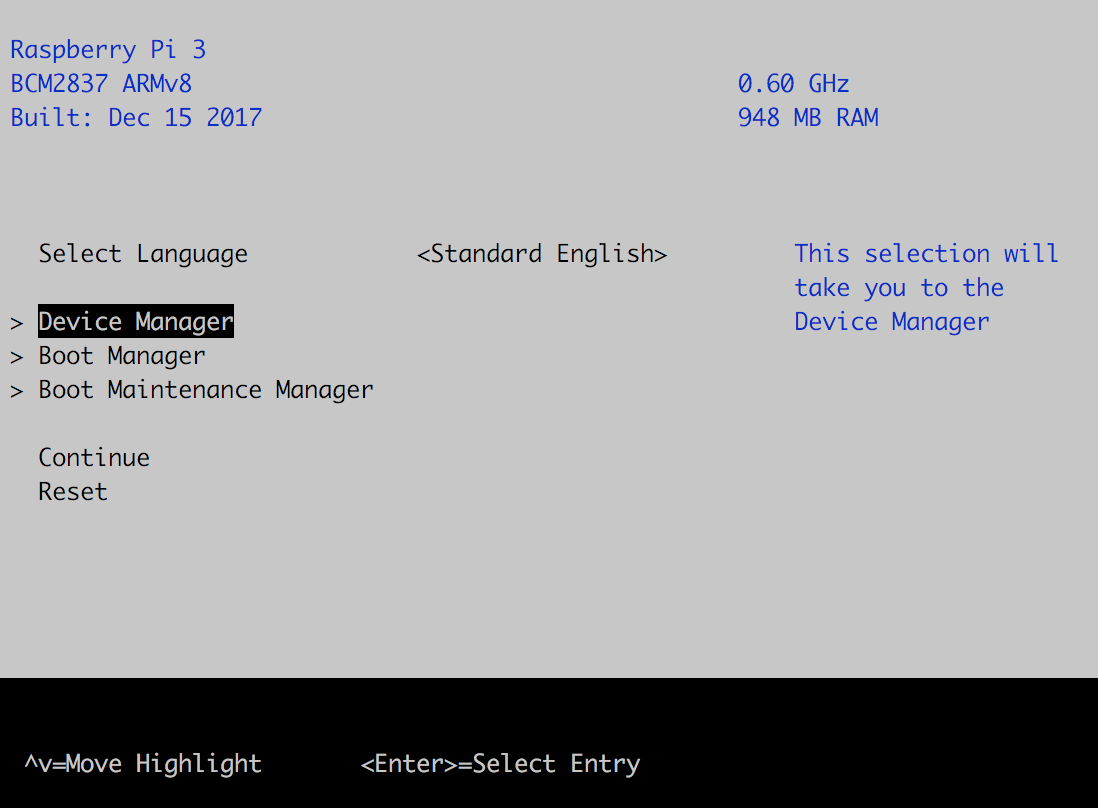 Raspberry Pi 3
BCM2837 ARMv8 0.60 GHz
Built: Dec 15 2017 948 MB RAM
Select Language <Standard English> This selection will
take you to the
> Device Manager Device Manager
> Boot Manager
> Boot Maintenance Manager
Continue
Reset
^v=Move Highlight <Enter>=Select Entry